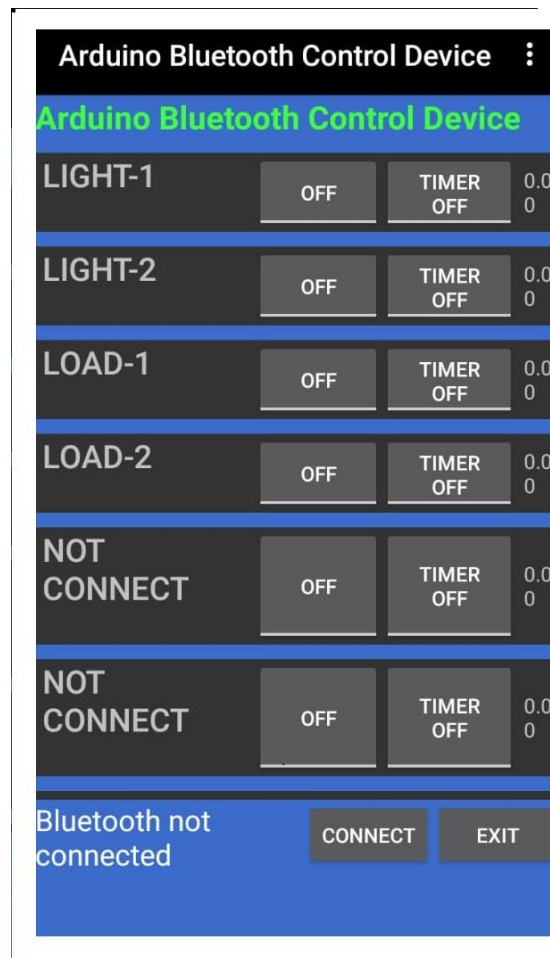 Arduino Bluetooth Control Device
Arduino Bluetooth Control Device
LIGHT-1
OFF
TIMER
OFF
0.0
0
LIGHT-2
OFF
TIMER
OFF
0.0
0
LOAD-1
OFF
TIMER
OFF
0.0
0
LOAD-2
OFF
TIMER
OFF
0.0
0
NOT
CONNECT
OFF
TIMER
OFF
0.0
0
NOT
CONNECT
OFF
TIMER
OFF
0.0
0
Bluetooth not
connected
CONNECT
EXIT